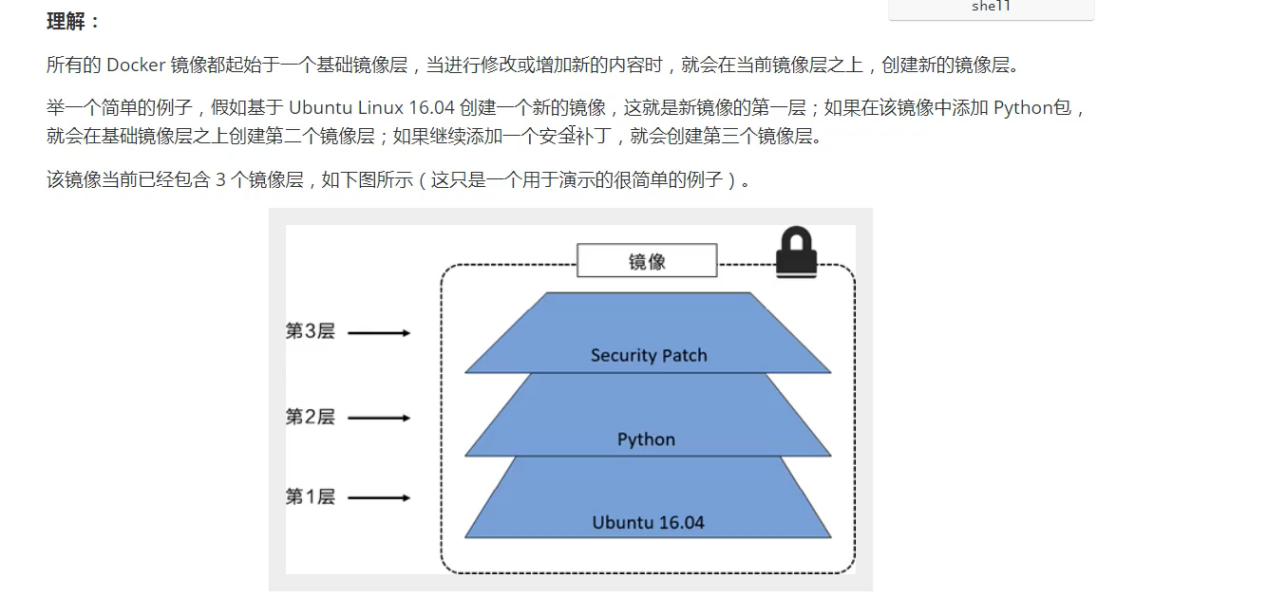 shell
理解：
所有的 Docker 镜像都起始于一个基础镜像层，当进行修改或增加新的内容时，就会在当前镜像层之上，创建新的镜像层。
举一个简单的例子，假如基于 Ubuntu Linux 16.04 创建一个新的镜像，这就是新镜像的第一层；如果在该镜像中添加 Python包，
就会在基础镜像层之上创建第二个镜像层；如果继续添加一个安全补丁，就会创建第三个镜像层。
该镜像当前已经包含 3 个镜像层，如下图所示（这只是一个用于演示的很简单的例子）。
镜像
第3层
Security Patch
第2层
Python
第1层
Ubuntu 16.04